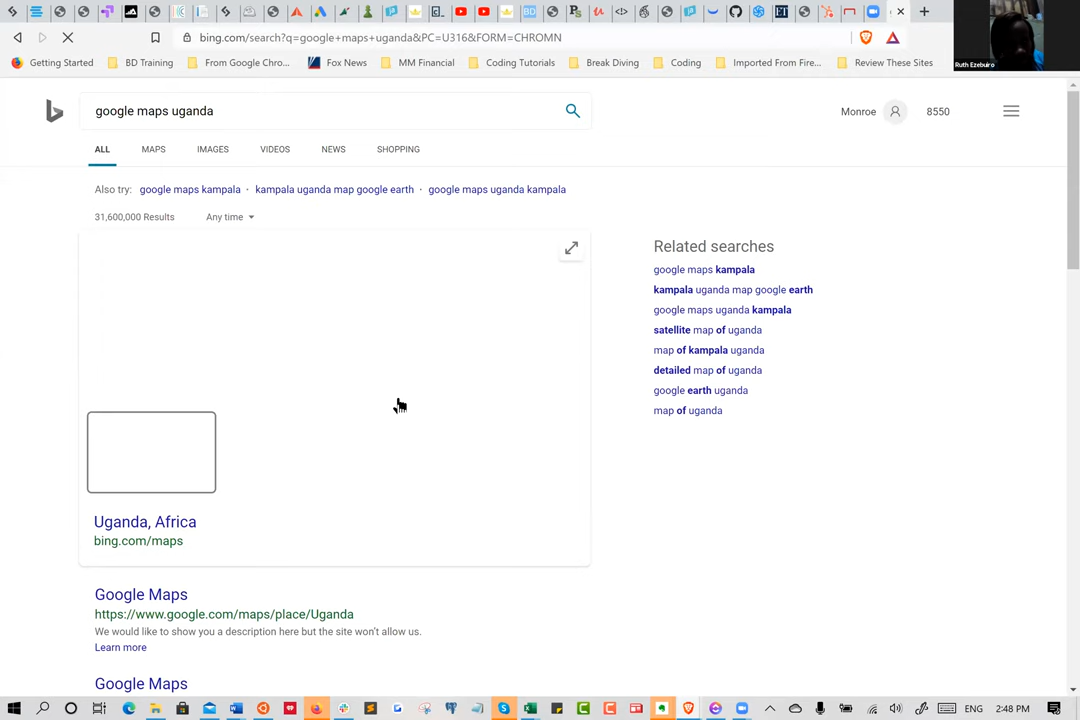 bing.com/search?q=google+maps+uganda&PC=U316&FORM=CHROMN
Ruth Ezebuiro
Getting Started
BD Training
From Google Chro...
Fox News
MM Financial
Coding Tutorials
Break Diving
Coding
Imported From Fire...
Review These Sites
google maps uganda
Monroe
8550
ALL
MAPS
IMAGES
VIDEOS
NEWS
SHOPPING
Also try: google maps kampala · kampala uganda map google earth · google maps uganda kampala
31,600,000 Results
Any time
Related searches
google maps kampala
kampala uganda map google earth
google maps uganda kampala
satellite map of uganda
map of kampala uganda
detailed map of uganda
google earth uganda
map of uganda
Uganda, Africa
bing.com/maps
Google Maps
https://www.google.com/maps/place/Uganda
We would like to show you a description here but the site won't allow us.
Learn more
Google Maps
ENG
2:48 PM